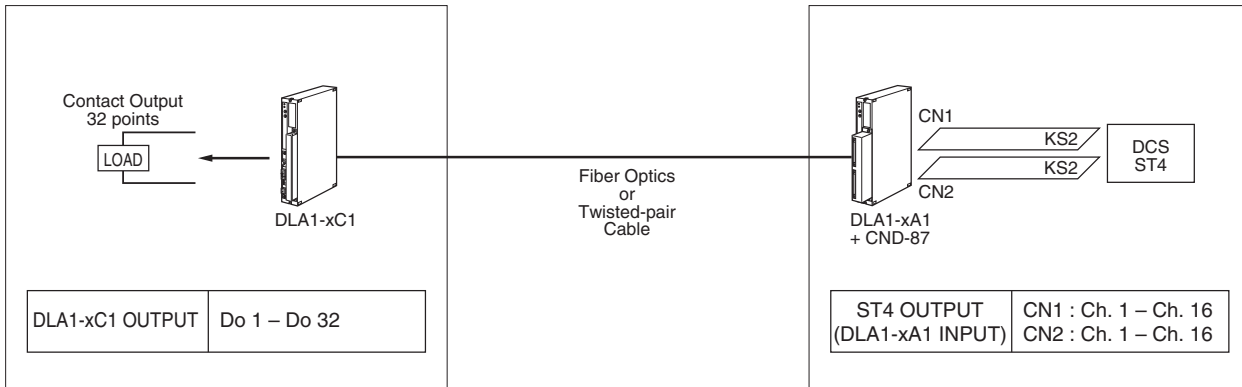 Contact Output
32 points
LOAD
DLA1-xC1
DLA1-xC1 OUTPUT
Do 1 – Do 32
Fiber Optics
or
Twisted-pair
Cable
CN1
KS2
KS2
CN2
DCS
ST4
DLA1-xA1
+ CND-87
ST4 OUTPUT
(DLA1-xA1 INPUT)
CN1 : Ch. 1 – Ch. 16
CN2 : Ch. 1 – Ch. 16